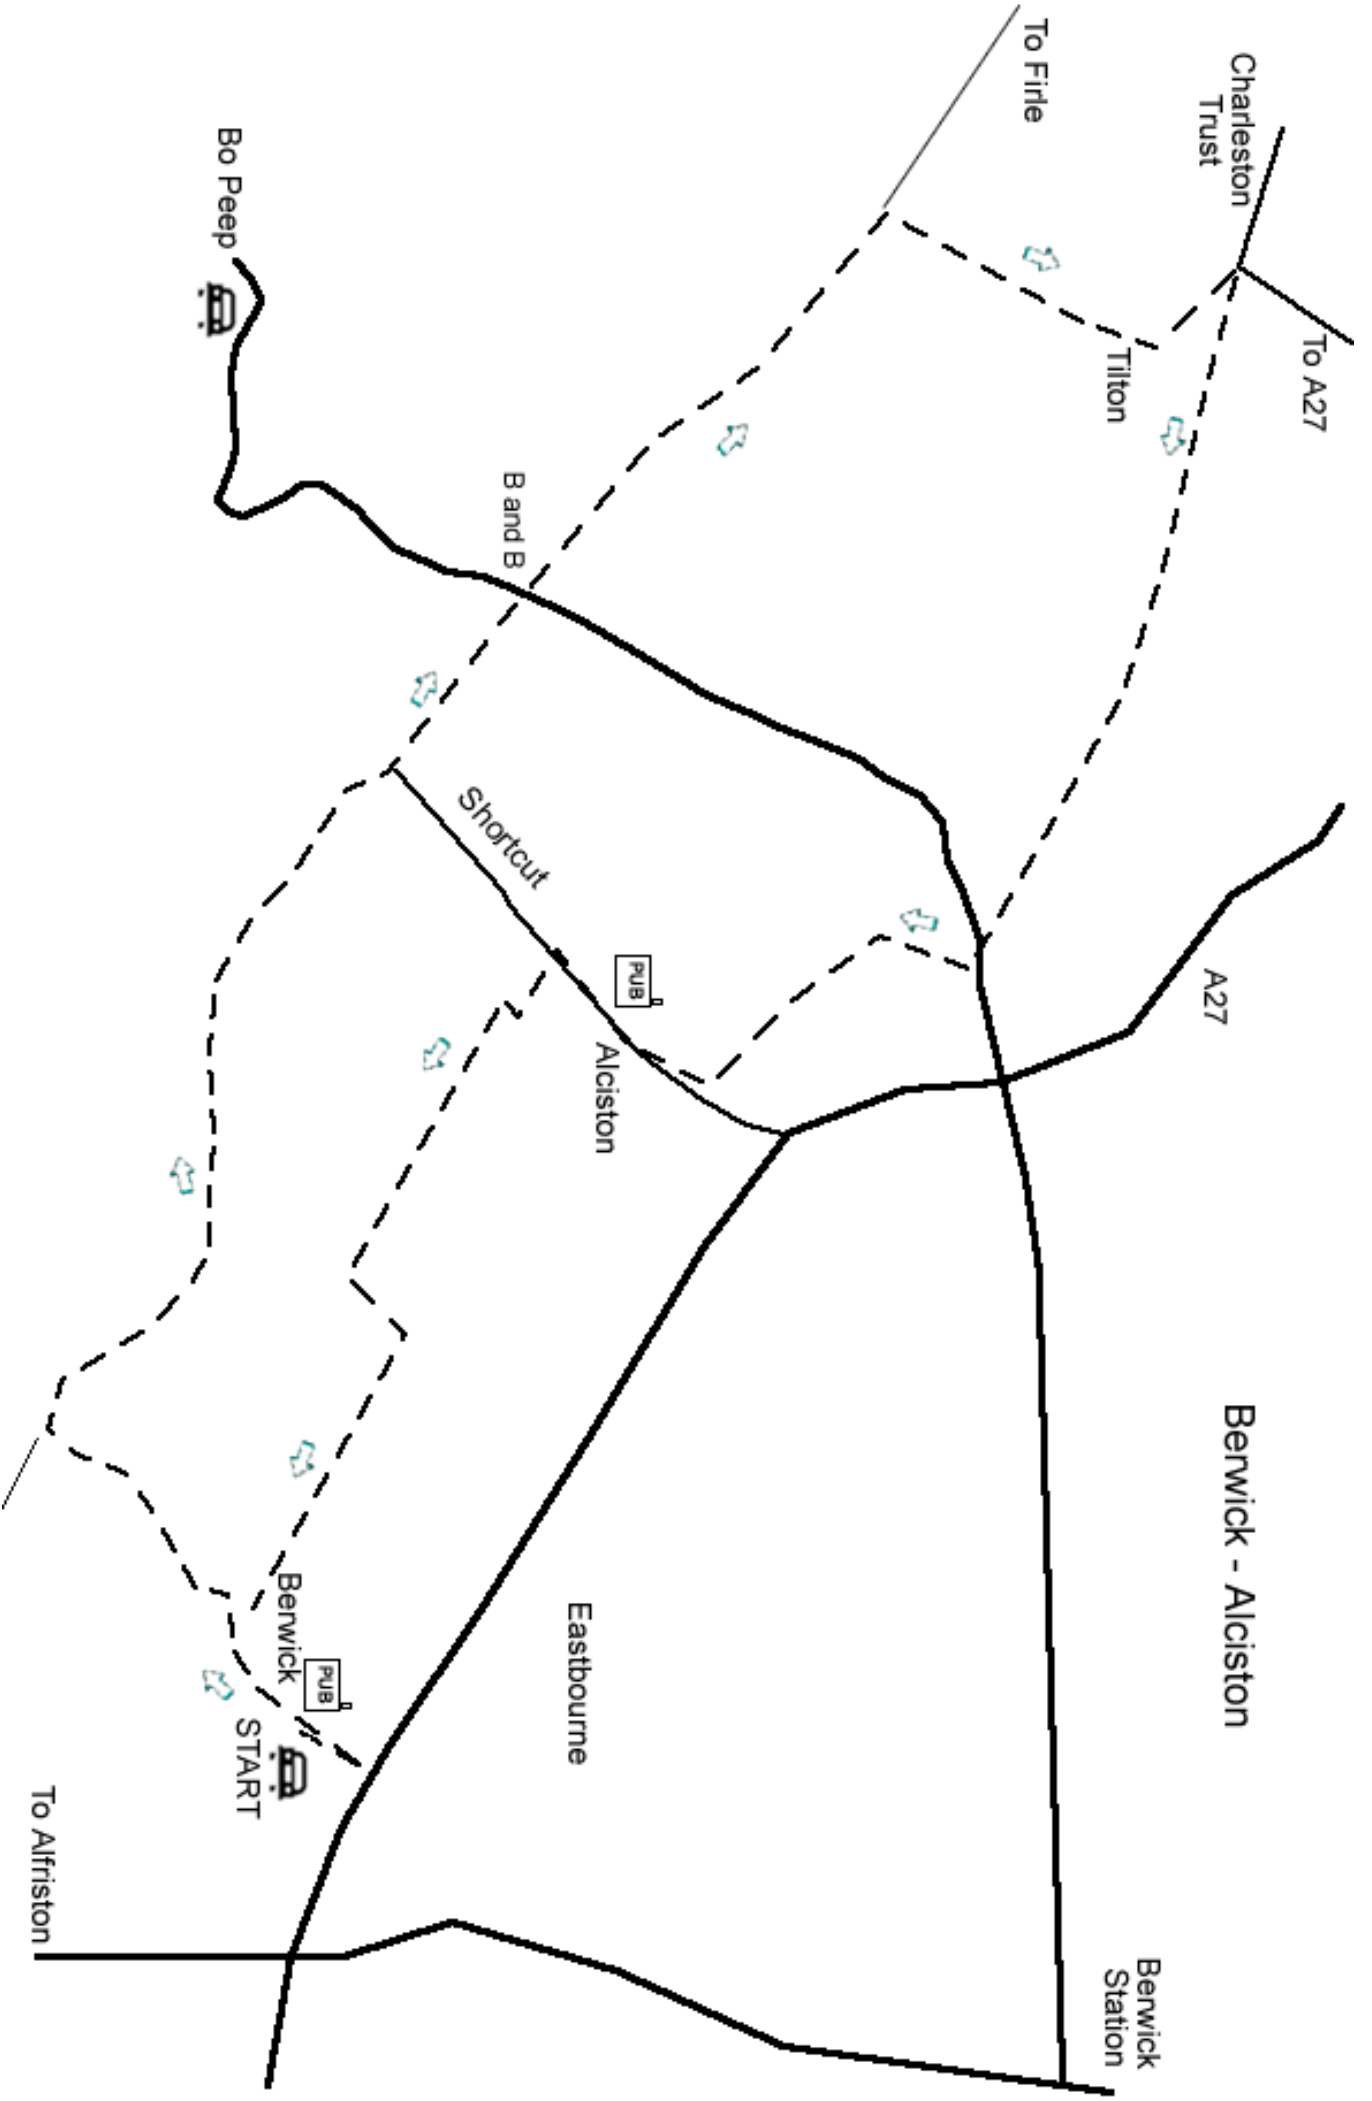 Berwick - Alciston
Charleston
Trust
To A27
To Firle
Tilton
A27
Bo Peep
B and B
Shortcut
PUB
Alciston
Eastbourne
Berwick
Station
Berwick
PUB
START
To Alfriston